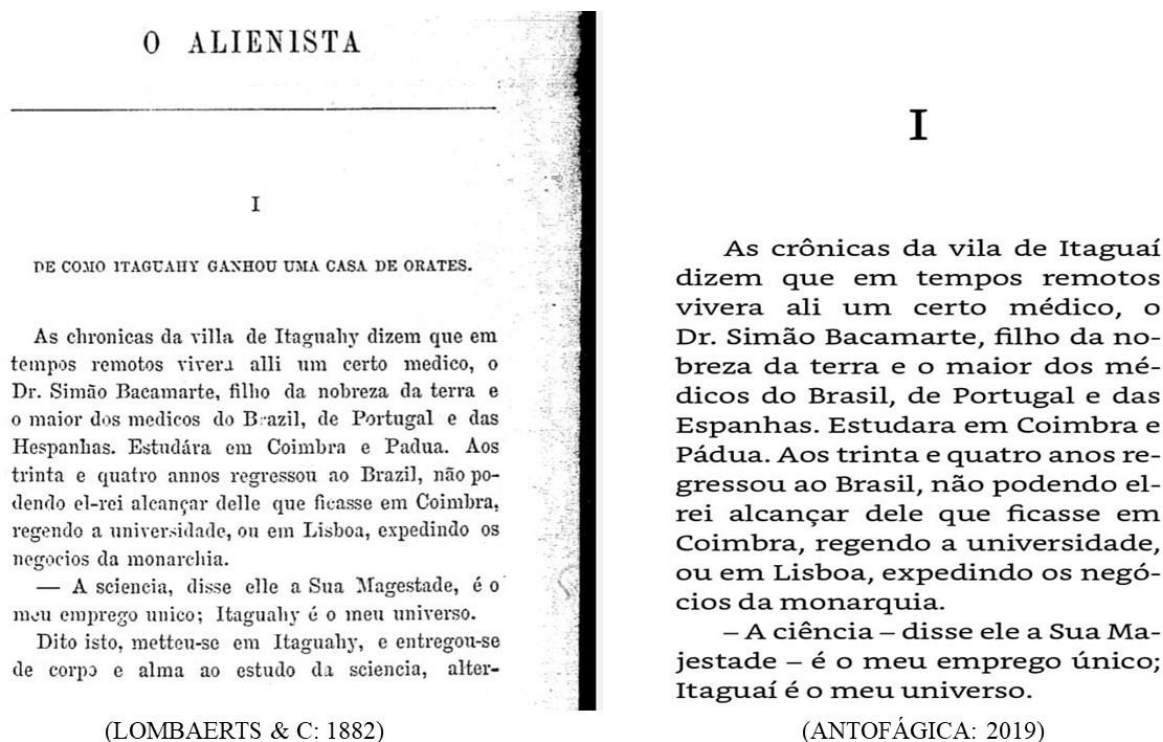 O ALIENISTA
I
DE COMO ITAGUAHY GANHOU UMA CASA DE ORATES.
As chronicas da villa de Itaguahy dizem que em
tempos remotos vivera alli um certo medico, o
Dr. Simão Bacamarte, filho da nobreza da terra e
o maior dos medicos do Brazil, de Portugal e das
Hespanhas. Estudára em Coimbra e Padua. Aos
trinta e quatro annos regressou ao Brazil, não po-
dendo el-rei alcançar delle que ficasse em Coimbra,
regendo a universidade, ou em Lisboa, expedindo os
negocios da monarchia.
— A sciencia, disse elle a Sua Magestade, é o
meu emprego unico; Itaguahy é o meu universo.
Dito isto, metteu-se em Itaguahy, e entregou-se
de corpo e alma ao estudo da sciencia, alter-
(LOMBAERTS & C: 1882)
I
As crônicas da vila de Itaguaí
dizem que em tempos remotos
vivera ali um certo médico, o
Dr. Simão Bacamarte, filho da no-
breza da terra e o maior dos mé-
dicos do Brasil, de Portugal e das
Espanhas. Estudara em Coimbra e
Pádua. Aos trinta e quatro anos re-
gressou ao Brasil, não podendo el-
rei alcançar dele que ficasse em
Coimbra, regendo a universidade,
ou em Lisboa, expedindo os negó-
cios da monarquia.
– A ciência – disse ele a Sua Ma-
jestade – é o meu emprego único;
Itaguaí é o meu universo.
(ANTOFÁGICA: 2019)